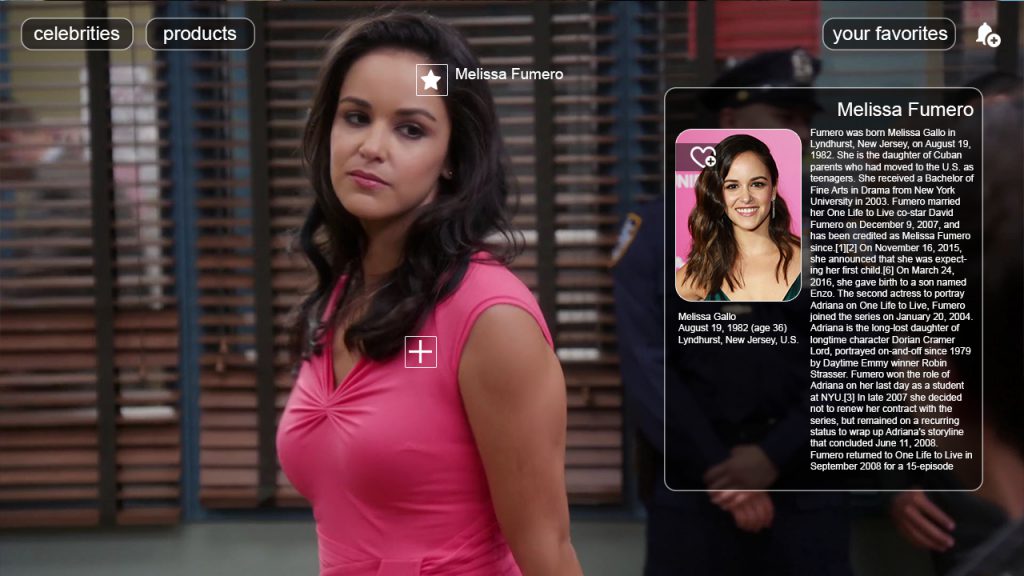 celebrities
products
your favorites
Melissa Fumero
Melissa Fumero
Fumero was born Melissa Gallo in
Lyndhurst, New Jersey, on August 19,
1982. She is the daughter of Cuban
parents who had moved to the U.S. as
teenagers. She received a Bachelor of
Fine Arts in Drama from New York
University in 2003. Fumero married
her One Life to Live co-star David
Fumero on December 9, 2007, and
has been credited as Melissa Fumero
since.[1][2] On November 16, 2015,
she announced that she was expect-
ing her first child.[6] On March 24,
2016, she gave birth to a son named
Enzo. The second actress to portray
Adriana on One Life to Live, Fumero
joined the series on January 20, 2004.
Adriana is the long-lost daughter of
longtime character Dorian Cramer
Lord, portrayed on-and-off since 1979
by Daytime Emmy winner Robin
Strasser. Fumero won the role of
Adriana on her last day as a student
at NYU.[3] In late 2007 she decided
not to renew her contract with the
series, but remained on a recurring
status to wrap up Adriana's storyline
that concluded June 11, 2008.
Fumero returned to One Life to Live in
September 2008 for a 15-episode
Melissa Gallo
August 19, 1982 (age 36)
Lyndhurst, New Jersey, U.S.